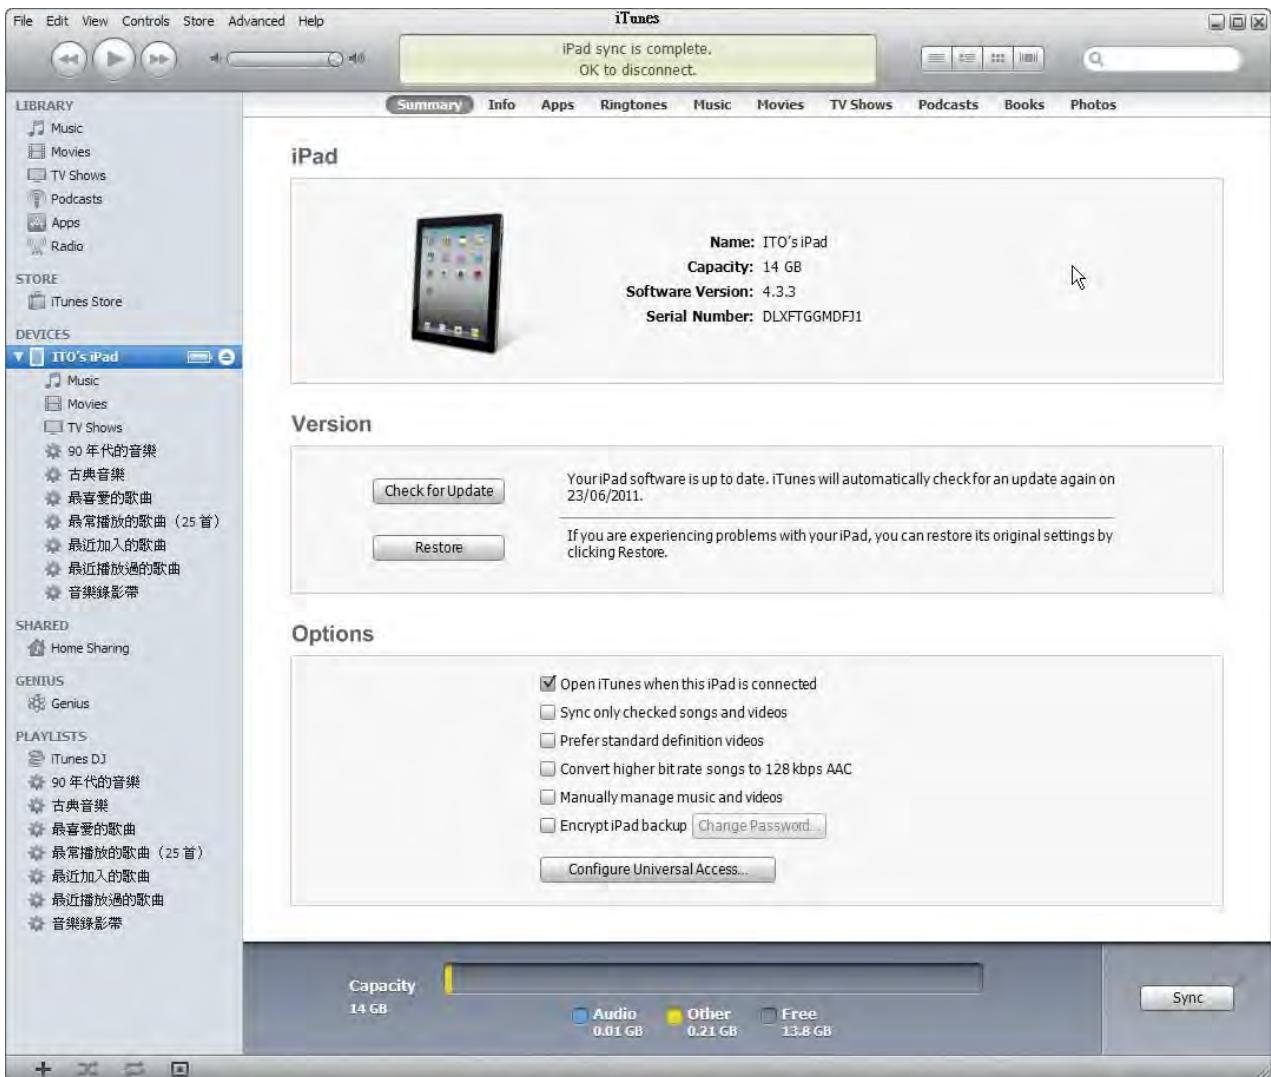 iTunes
File Edit View Controls Store Advanced Help
iPad sync is complete.
OK to disconnect.
LIBRARY
Music
Movies
TV Shows
Podcasts
Apps
Radio
STORE
iTunes Store
DEVICES
ITO's iPad
Music
Movies
TV Shows
90 年代的音樂
古典音樂
最喜愛的歌曲
最常播放的歌曲（25 首）
最近加入的歌曲
最近播放過的歌曲
音樂錄影帶
SHARED
Home Sharing
GENIUS
Genius
PLAYLISTS
iTunes DJ
90 年代的音樂
古典音樂
最喜愛的歌曲
最常播放的歌曲（25 首）
最近加入的歌曲
最近播放過的歌曲
音樂錄影帶
Summary Info Apps Ringtones Music Movies TV Shows Podcasts Books Photos
iPad
Name: ITO's iPad
Capacity: 14 GB
Software Version: 4.3.3
Serial Number: DLXFTGGMDFJ1
Version
Check for Update
Your iPad software is up to date. iTunes will automatically check for an update again on
23/06/2011.
Restore
If you are experiencing problems with your iPad, you can restore its original settings by
clicking Restore.
Options
Open iTunes when this iPad is connected
Sync only checked songs and videos
Prefer standard definition videos
Convert higher bit rate songs to 128 kbps AAC
Manually manage music and videos
Encrypt iPad backup Change Password...
Configure Universal Access...
Capacity
14 GB
Audio
0.01 GB
Other
0.21 GB
Free
13.8 GB
Sync